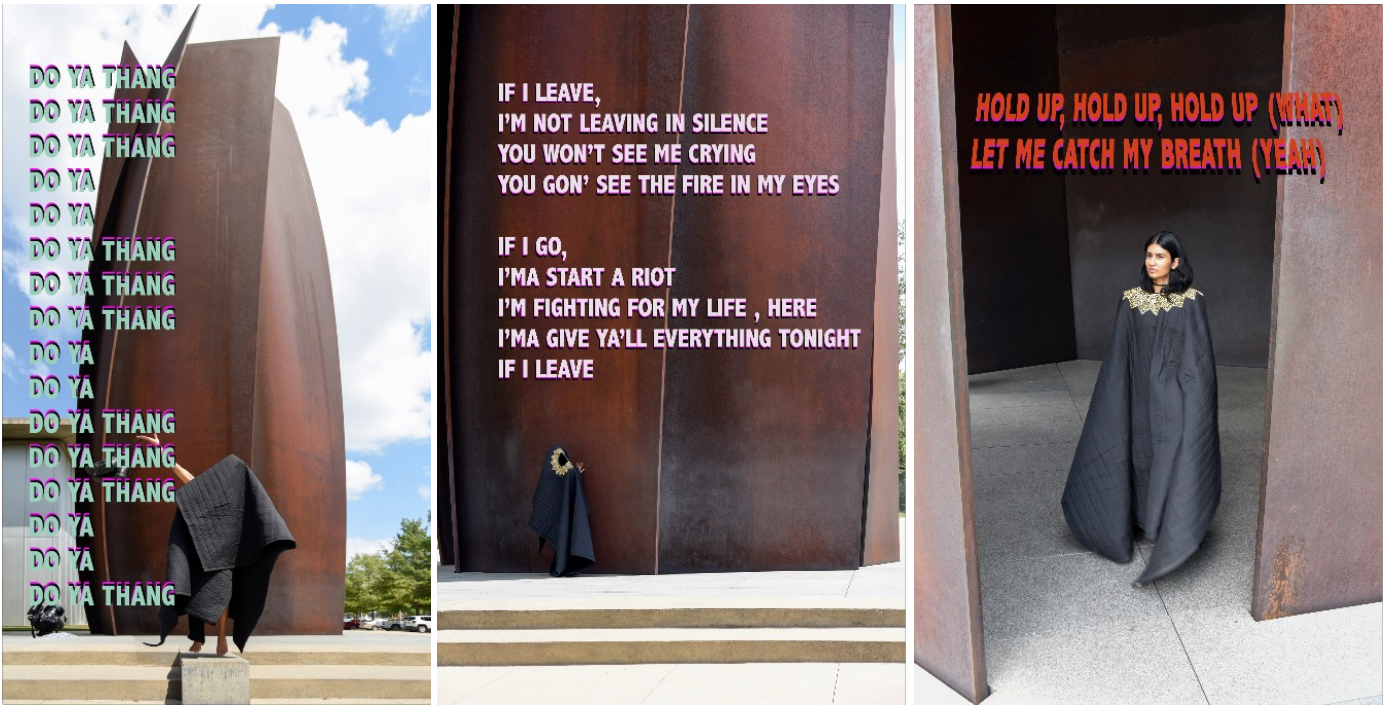 DO YA THANG
DO YA THANG
DO YA THANG
DO YA
DO YA
DO YA THANG
DO YA THANG
DO YA THANG
DO YA
DO YA
DO YA THANG
DO YA THANG
DO YA THANG
DO YA
DO YA
DO YA THANG
IF I LEAVE,
I'M NOT LEAVING IN SILENCE
YOU WON'T SEE ME CRYING
YOU GON' SEE THE FIRE IN MY EYES
IF I GO,
I'MA START A RIOT
I'M FIGHTING FOR MY LIFE , HERE
I'MA GIVE YA'LL EVERYTHING TONIGHT
IF I LEAVE
HOLD UP, HOLD UP, HOLD UP (WHAT)
LET ME CATCH MY BREATH (YEAH)